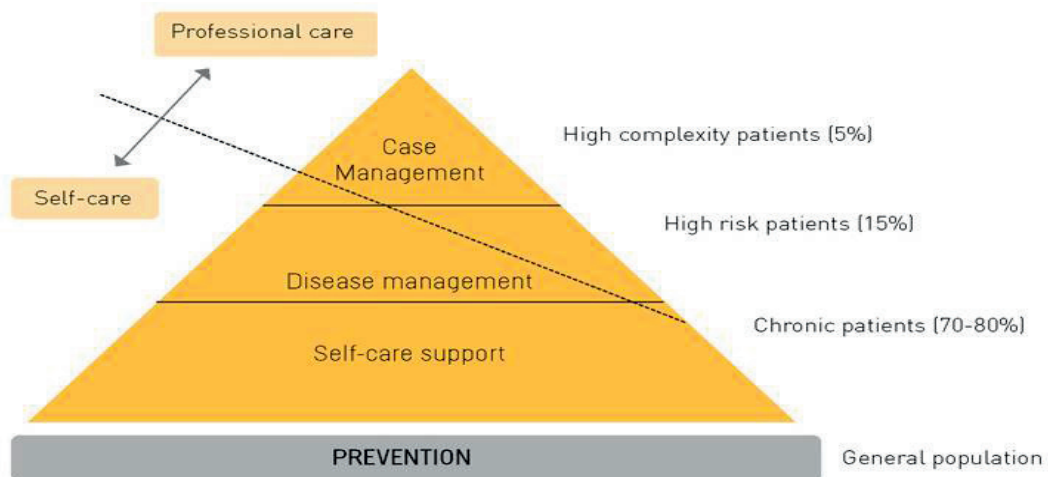 Professional care
Self-care
Case
Management
High complexity patients (5%)
High risk patients (15%)
Disease management
Chronic patients (70-80%)
Self-care support
PREVENTION
General population